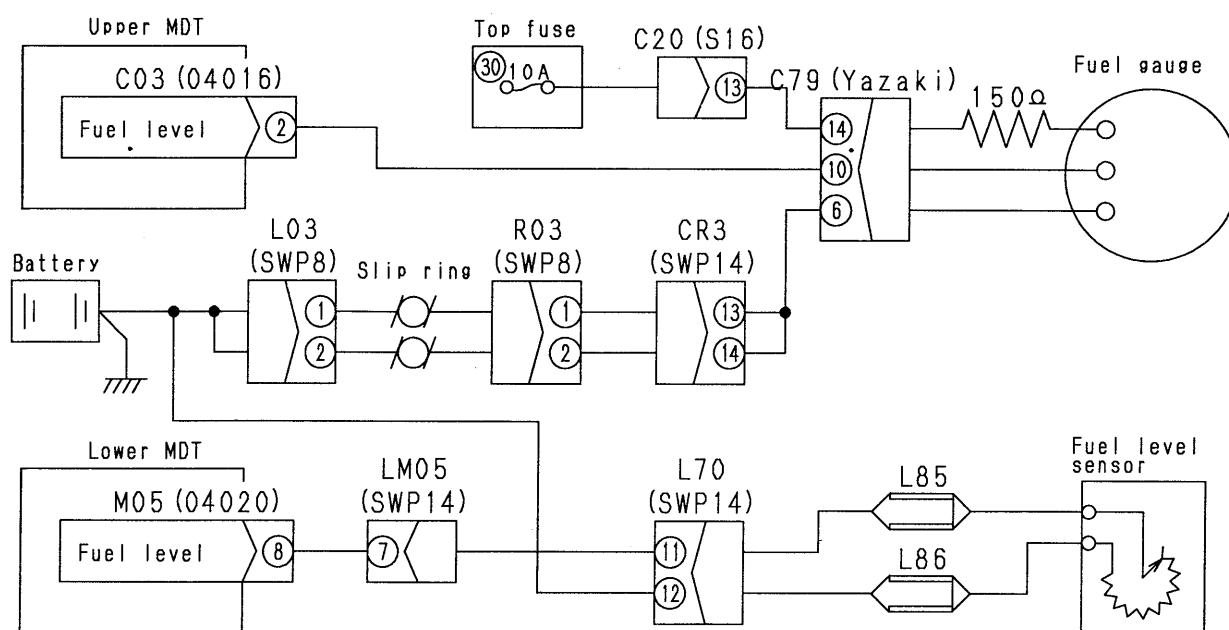 Upper MDT
C03 (04016)
Fuel level
2
Top fuse
30
10A
C20 (S16)
13
C79 (Yazaki)
14
10
6
150Ω
Fuel gauge
Battery
L03
(SWP8)
1
2
Slip ring
R03
(SWP8)
1
2
CR3
(SWP14)
13
14
Lower MDT
M05 (04020)
Fuel level
8
LM05
(SWP14)
7
L70
(SWP14)
11
12
L85
L86
Fuel level
sensor